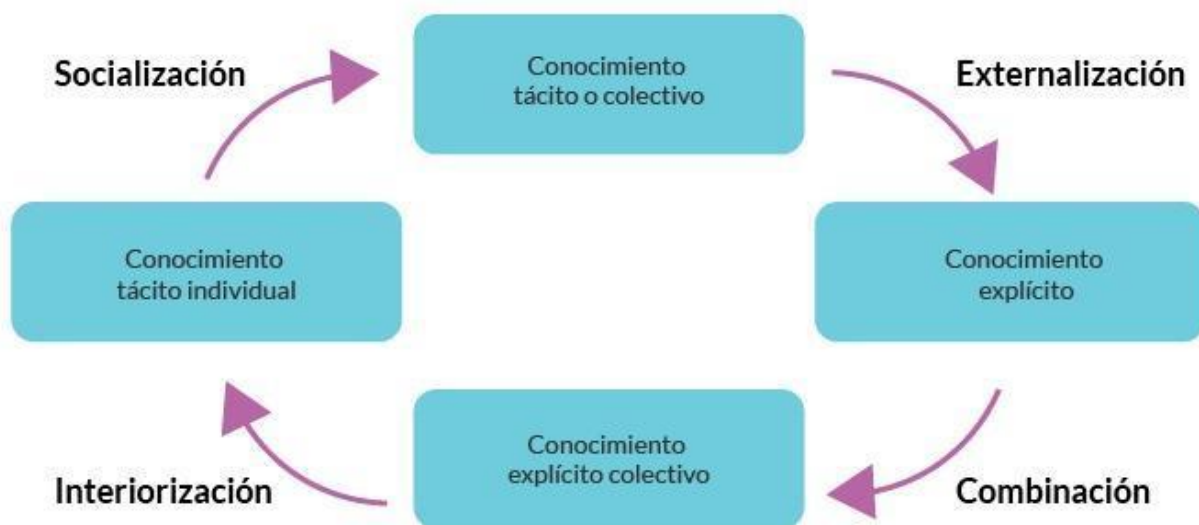 Socialización
Conocimiento
tácito o colectivo
Externalización
Conocimiento
tácito individual
Conocimiento
explícito
Interiorización
Conocimiento
explícito colectivo
Combinación